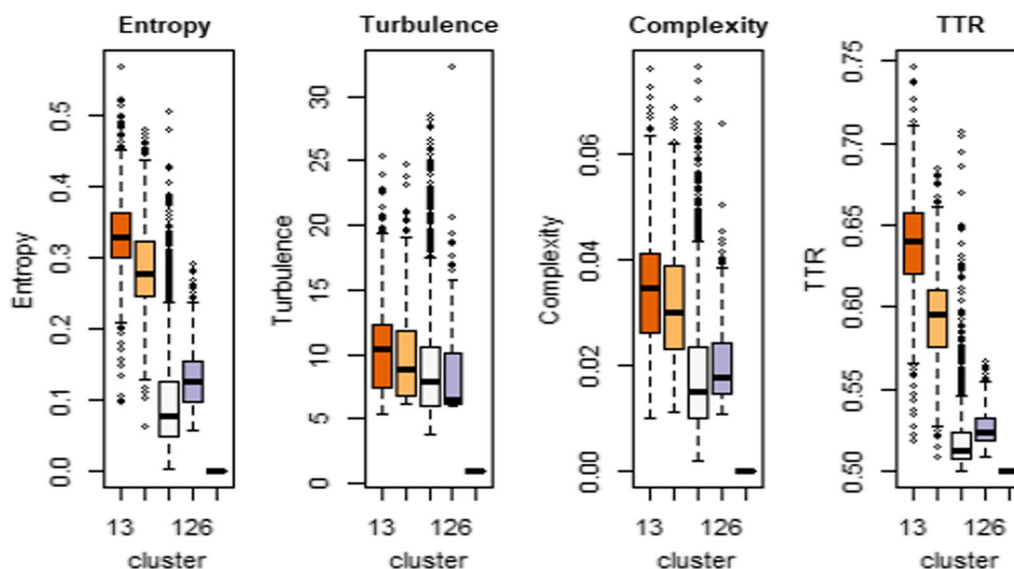 Entropy
Entropy
0.0
0.1
0.2
0.3
0.4
0.5
13
126
cluster
Turbulence
Turbulence
0
5
10
15
20
25
30
13
126
cluster
Complexity
Complexity
0.00
0.02
0.04
0.06
13
126
cluster
TTR
TTR
0.50
0.55
0.60
0.65
0.70
0.75
13
126
cluster